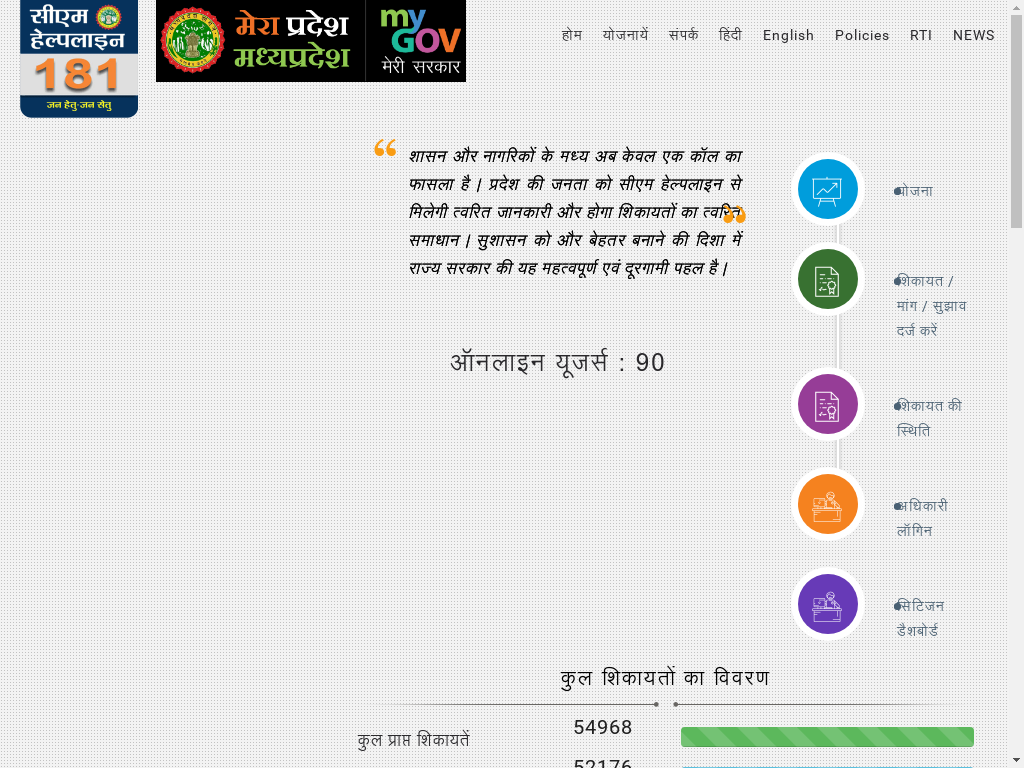 सीएम
हेल्पलाइन
181
जन हेतु-जन सेतु
मेरा प्रदेश
मध्यप्रदेश
my
GOV
मेरी सरकार
होम योजनायें संपर्क हिंदी English Policies RTI NEWS
शासन और नागरिकों के मध्य अब केवल एक कॉल का
फासला है | प्रदेश की जनता को सीएम हेल्पलाइन से
मिलेगी त्वरित जानकारी और होगा शिकायतों का त्वरित
समाधान | सुशासन को और बेहतर बनाने की दिशा में
राज्य सरकार की यह महत्वपूर्ण एवं दूरगामी पहल है |
ऑनलाइन यूजर्स : 90
योजना
शिकायत /
मांग / सुझाव
दर्ज करें
शिकायत की
स्थिति
अधिकारी
लॉगिन
सिटिजन
डैशबोर्ड
कुल शिकायतों का विवरण
कुल प्राप्त शिकायतें
54968
52176